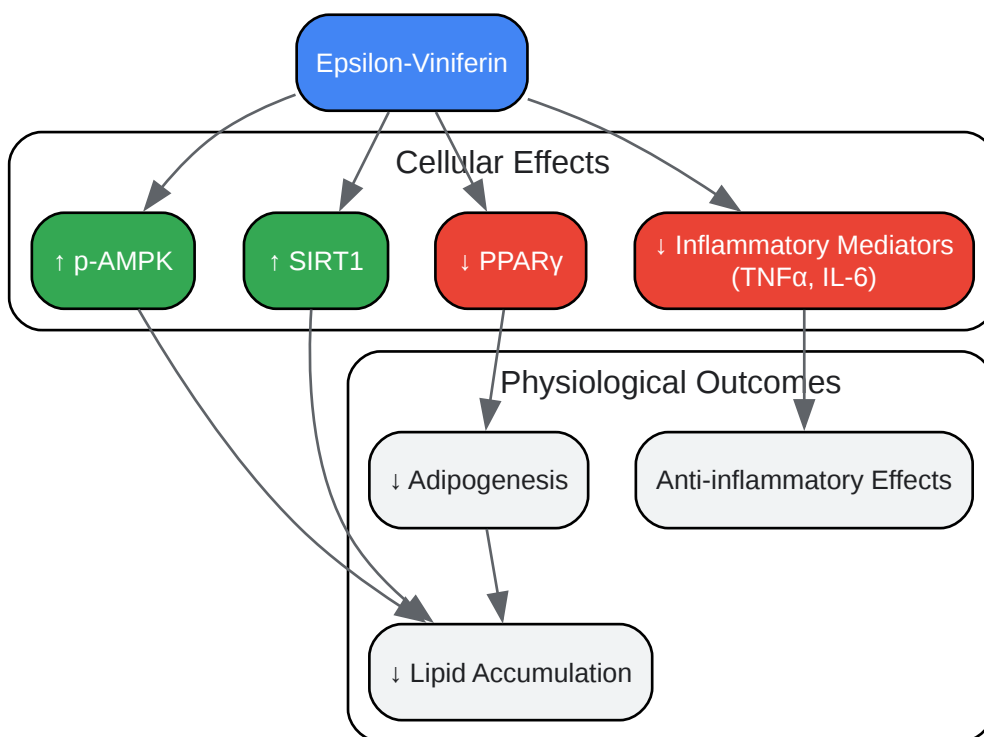 Epsilon-Viniferin
Cellular Effects
↑ p-AMPK
↑ SIRT1
↓ PPARγ
↓ Inflammatory Mediators
(TNFα, IL-6)
Physiological Outcomes
↓ Adipogenesis
Anti-inflammatory Effects
↓ Lipid Accumulation